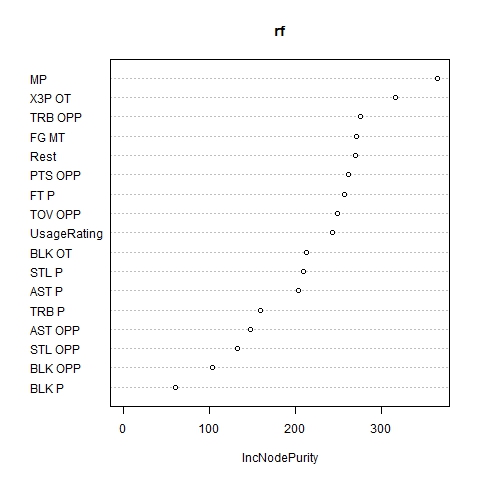 rf
MP
X3P OT
TRB OPP
FG MT
Rest
PTS OPP
FT P
TOV OPP
UsageRating
BLK OT
STL P
AST P
TRB P
AST OPP
STL OPP
BLK OPP
BLK P
0 100 200 300
IncNodePurity